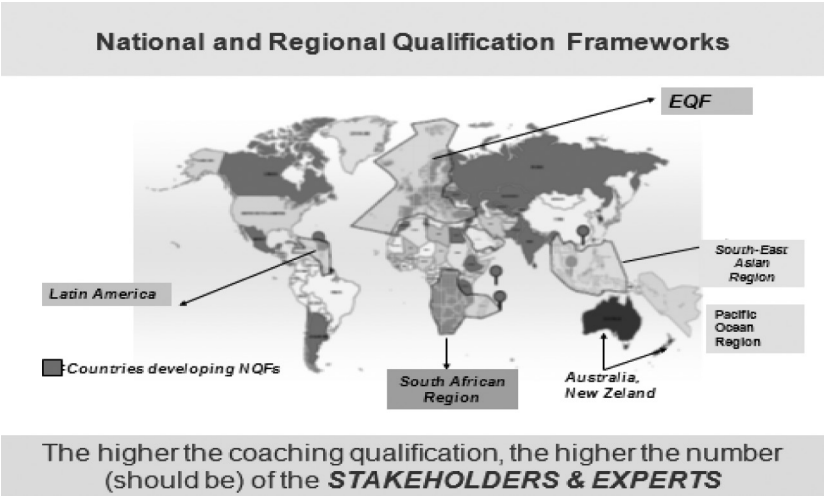 National and Regional Qualification Frameworks
EQF
South-East
Asian
Region
Latin America
Pacific
Ocean
Region
=Countries developing NQFs
South African
Region
Australia,
New Zeland
The higher the coaching qualification, the higher the number
(should be) of the STAKEHOLDERS & EXPERTS